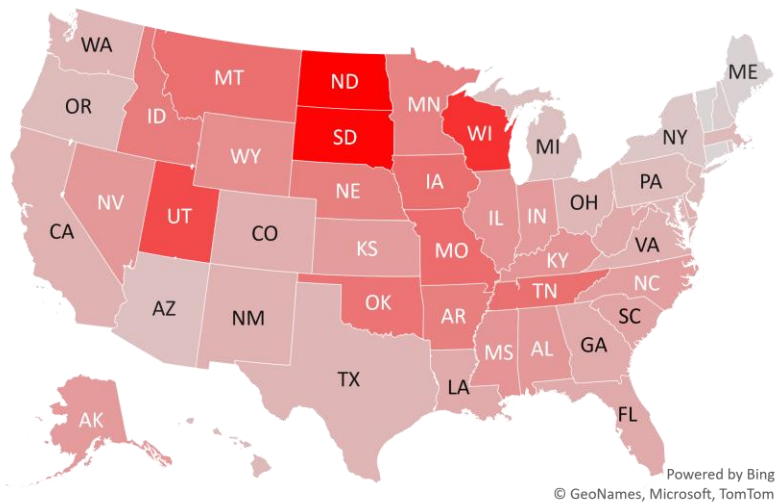 WA
ME
MT
ND
OR
MN
ID
SD
WI
NY
MI
WY
IA
PA
NE
OH
NV
IL
IN
UT
CA
CO
VA
KS
MO
KY
NC
TN
OK
AZ
NM
AR
SC
MS
AL
GA
TX
LA
FL
AK
Powered by Bing
© GeoNames, Microsoft, TomTom